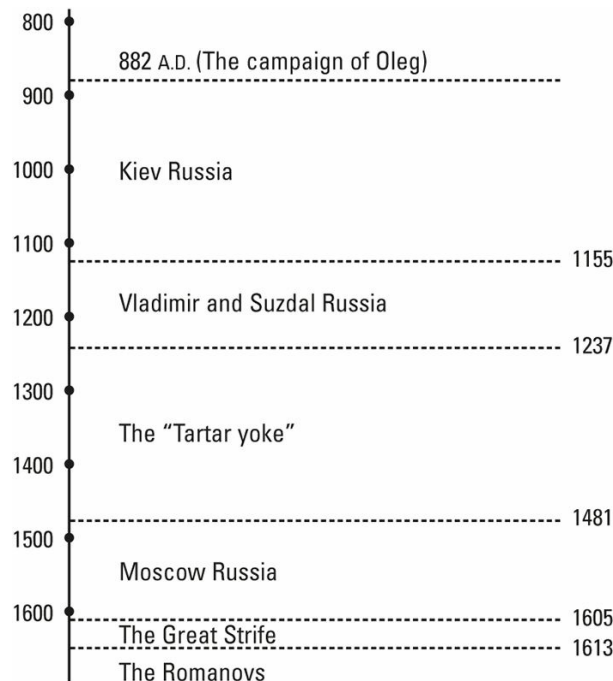 800
882 A.D. (The campaign of Oleg)
900
1000 Kiev Russia
1100
1155
Vladimir and Suzdal Russia
1200
1237
1300
The “Tartar yoke”
1400
1481
1500
Moscow Russia
1600
1605
The Great Strife
1613
The Romanovs